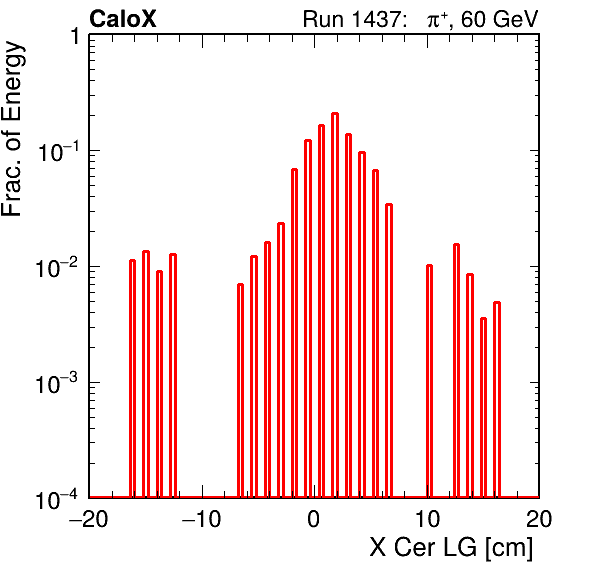 CaloX Run 1437: π⁺, 60 GeV
Frac. of Energy
1
10⁻¹
10⁻²
10⁻³
10⁻⁴
−20 −10 0 10 20
X Cer LG [cm]